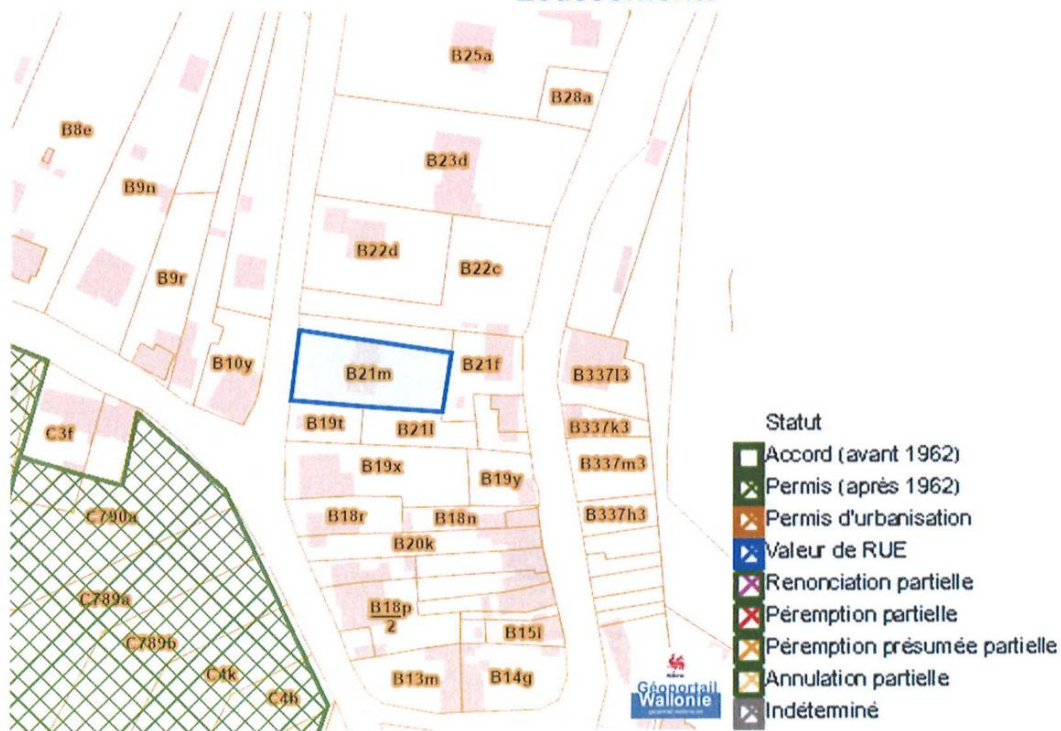 B25a
B28a
B8e
B23d
B9n
B22d
B22c
B9r
B10y
B21m
B21f
B337l3
C3f
B19t
B21l
B337k3
B19x
B19y
B337m3
C790a
B18r
B18n
B337h3
B20k
C789a
B18p
2
B15l
C789b
C4k
C4h
B13m
B14g
Géoportail
Wallonie
Statut
Accord (avant 1962)
Permis (après 1962)
Permis d'urbanisation
Valeur de RUE
Renonciation partielle
Péremption partielle
Péremption présumée partielle
Annulation partielle
Indéterminé